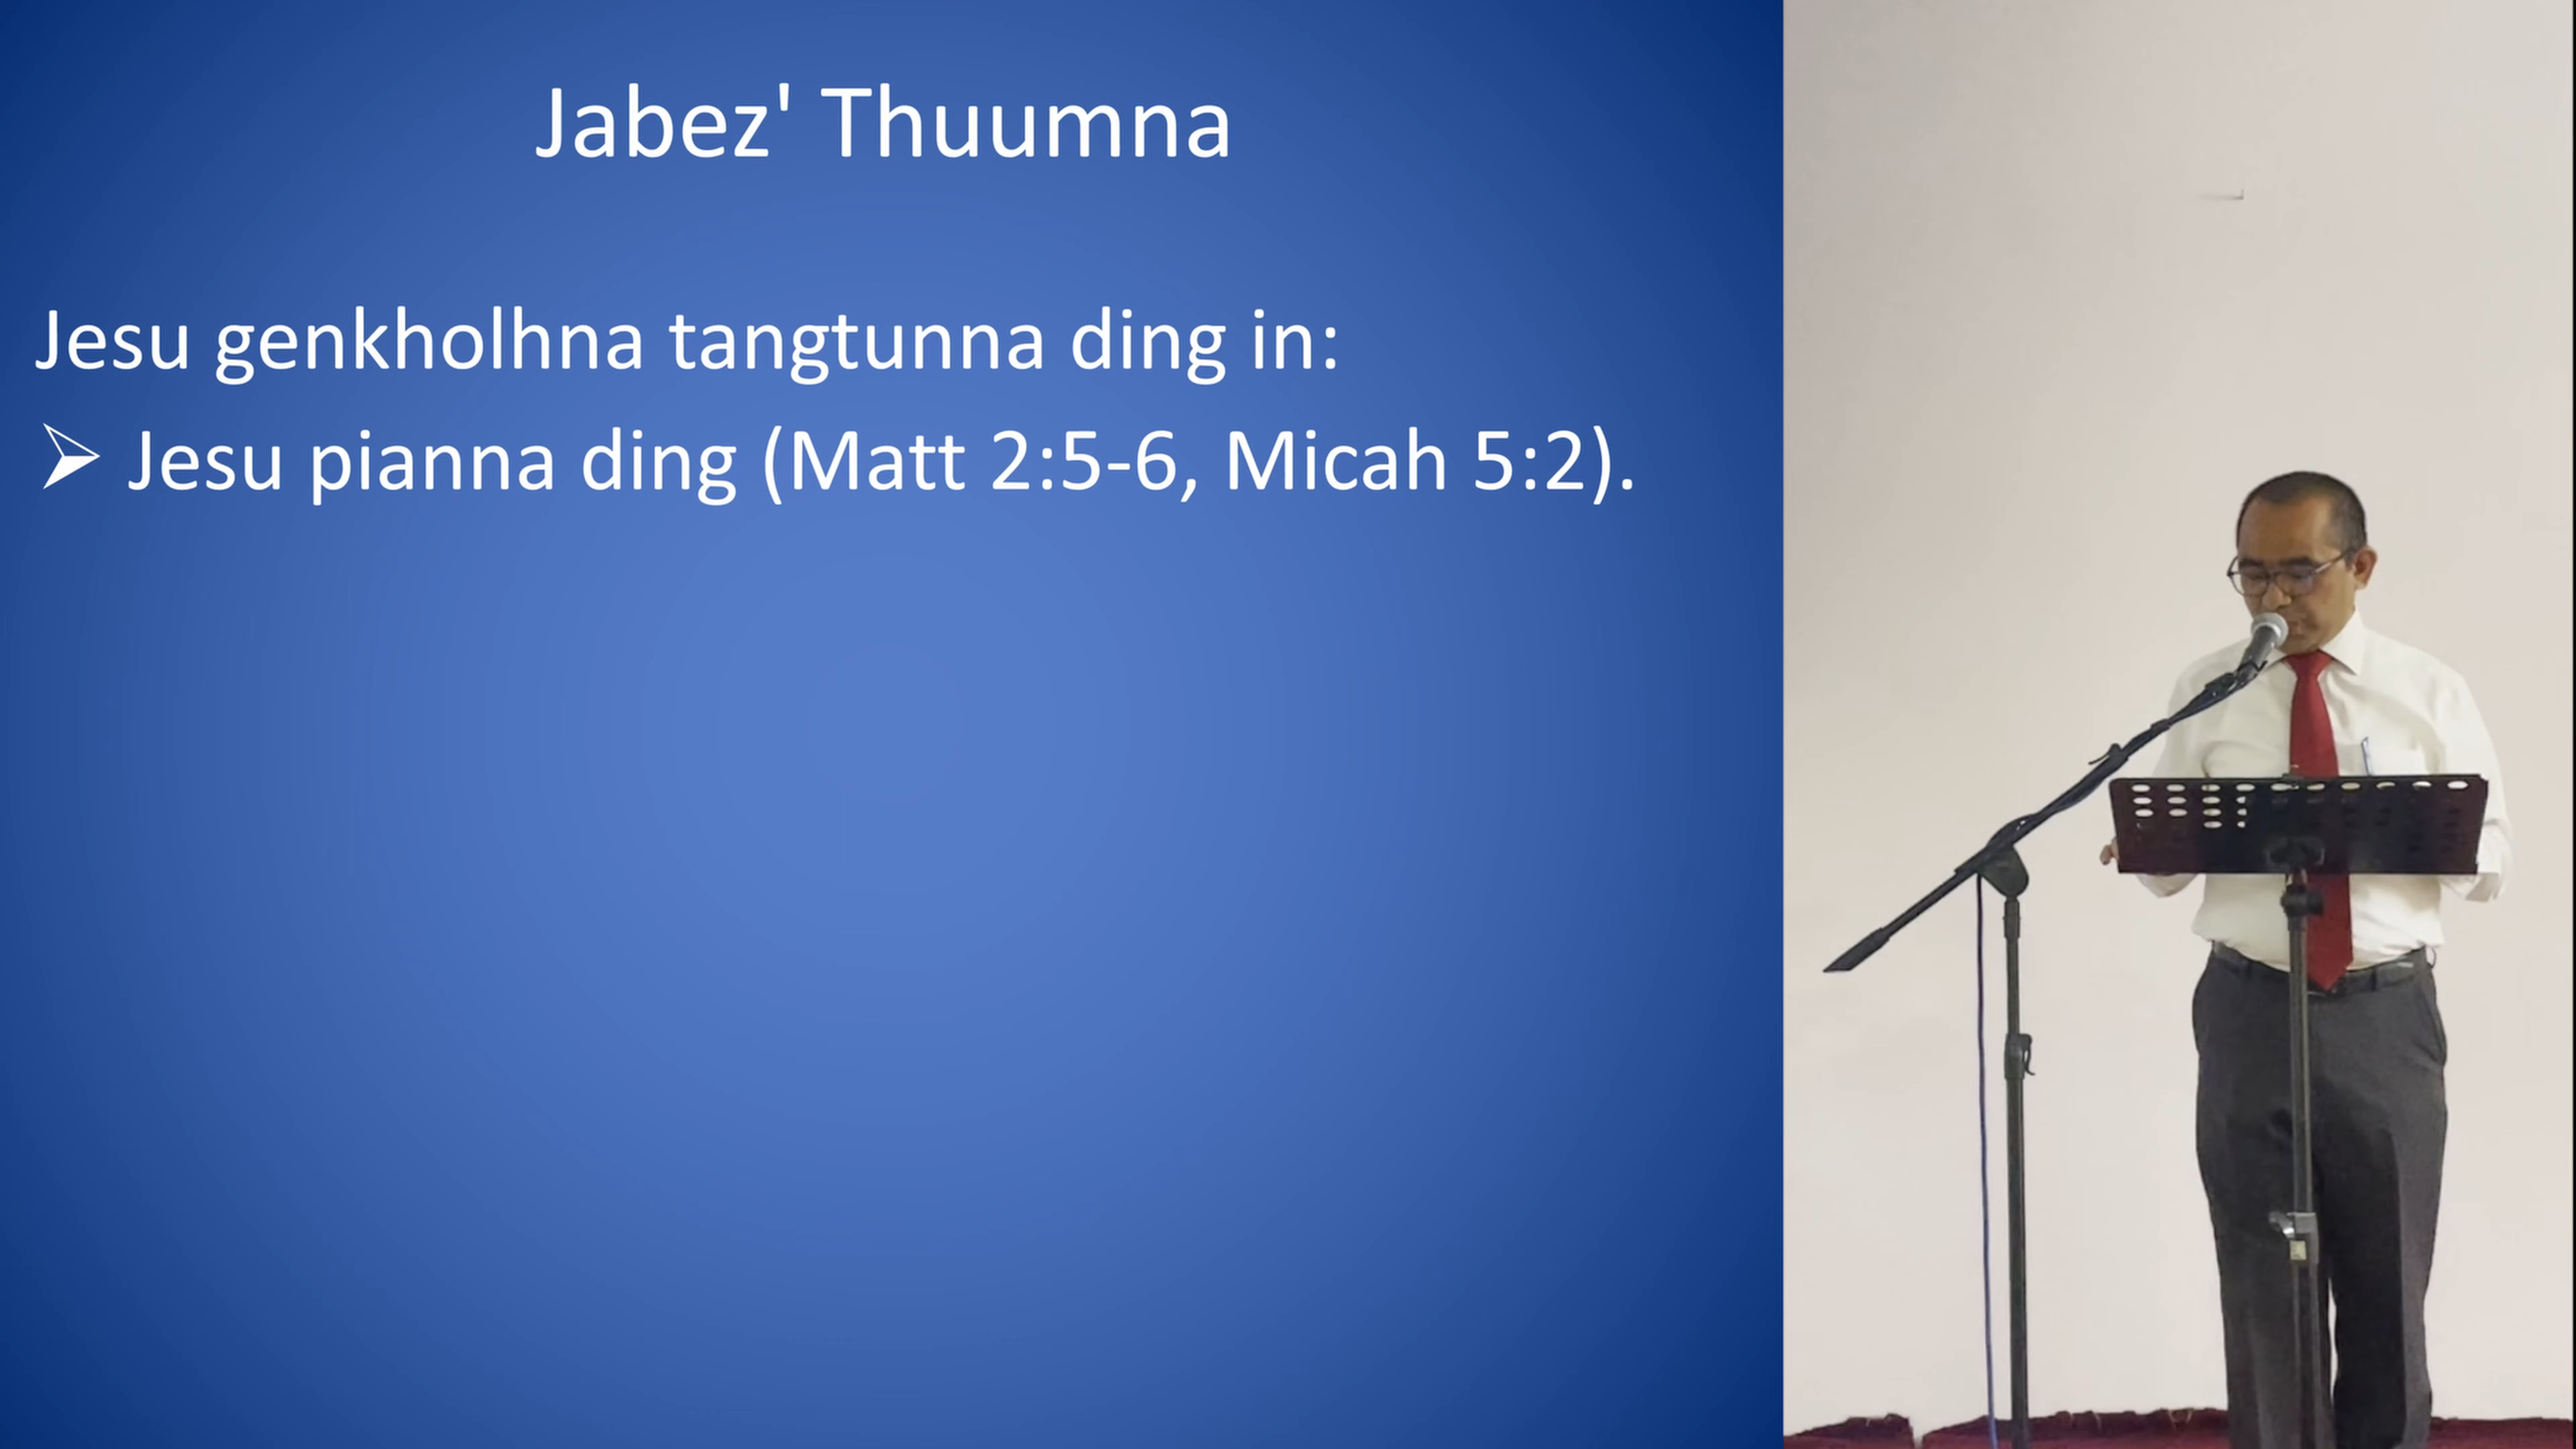 Jabez' Thuumna
Jesu genkholhna tangtunna ding in:
➢ Jesu pianna ding (Matt 2:5-6, Micah 5:2).